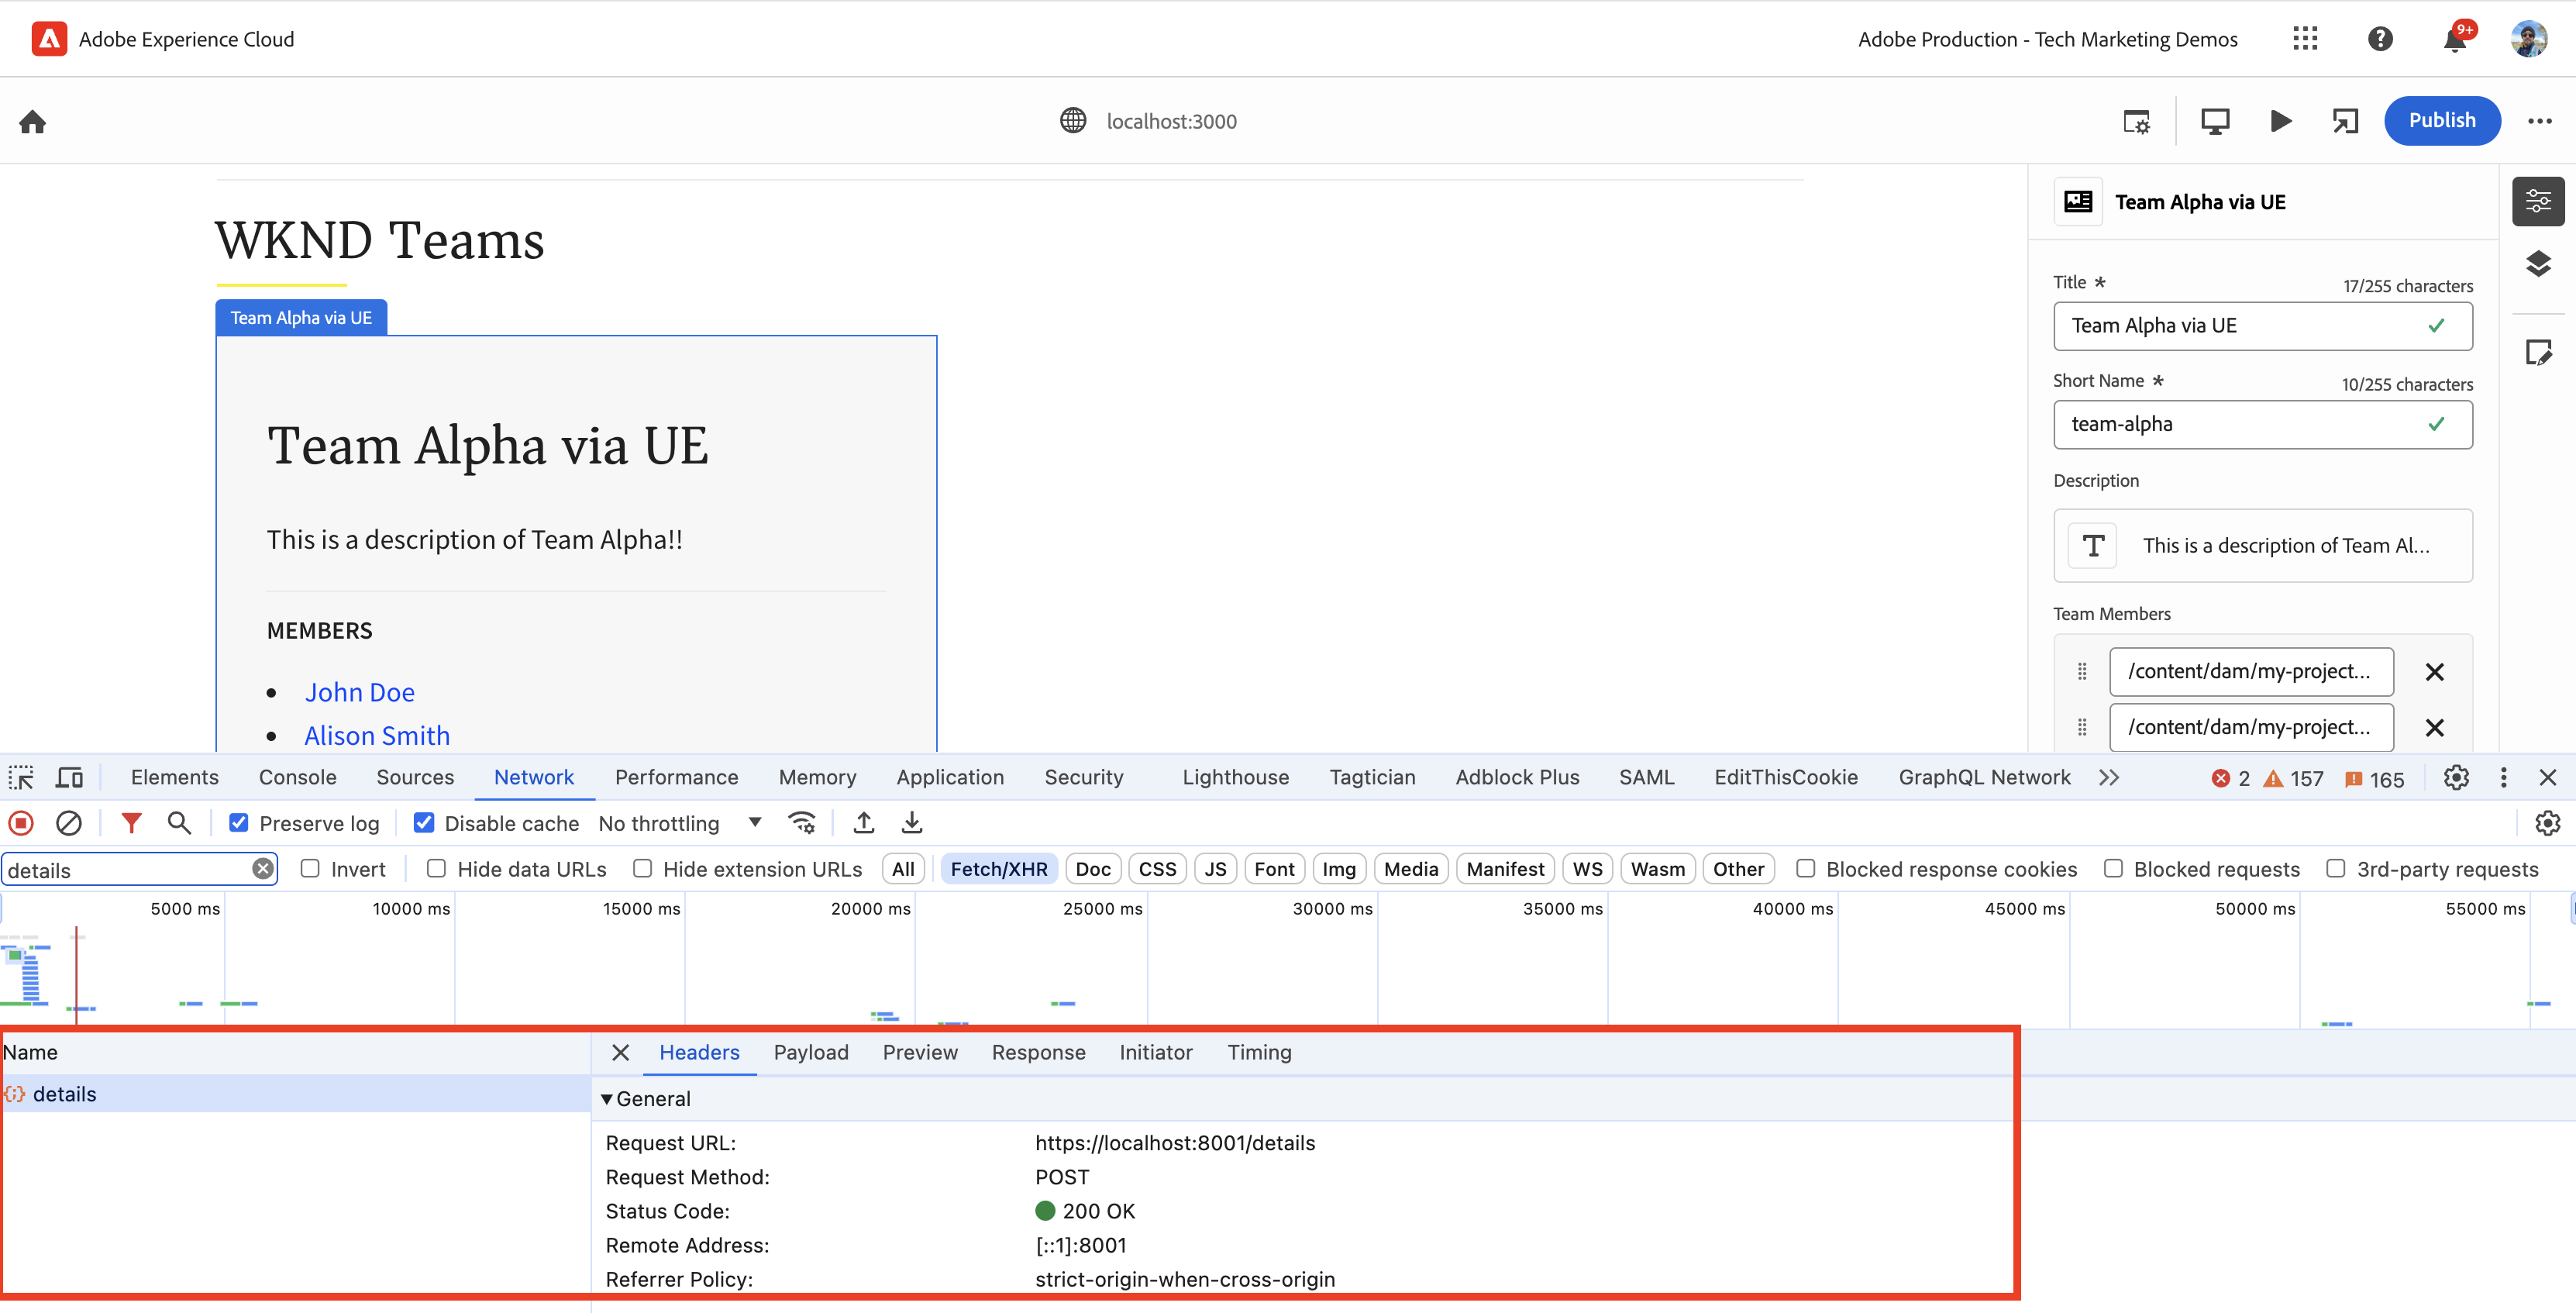 Adobe Experience Cloud
Adobe Production - Tech Marketing Demos
9+
localhost:3000
Publish
WKND Teams
Team Alpha via UE
Team Alpha via UE
This is a description of Team Alpha!!
MEMBERS
John Doe
Alison Smith
Team Alpha via UE
Title *
17/255 characters
Team Alpha via UE
Short Name *
10/255 characters
team-alpha
Description
T This is a description of Team Al...
Team Members
/content/dam/my-project...
/content/dam/my-project...
Elements Console Sources Network Performance Memory Application Security Lighthouse Tagtician Adblock Plus SAML EditThisCookie GraphQL Network 2 157 165
Preserve log Disable cache No throttling
details Invert Hide data URLs Hide extension URLs All Fetch/XHR Doc CSS JS Font Img Media Manifest WS Wasm Other Blocked response cookies Blocked requests 3rd-party requests
5000 ms 10000 ms 15000 ms 20000 ms 25000 ms 30000 ms 35000 ms 40000 ms 45000 ms 50000 ms 55000 ms
Name
details
Headers Payload Preview Response Initiator Timing
General
Request URL: https://localhost:8001/details
Request Method: POST
Status Code: 200 OK
Remote Address: [::1]:8001
Referrer Policy: strict-origin-when-cross-origin